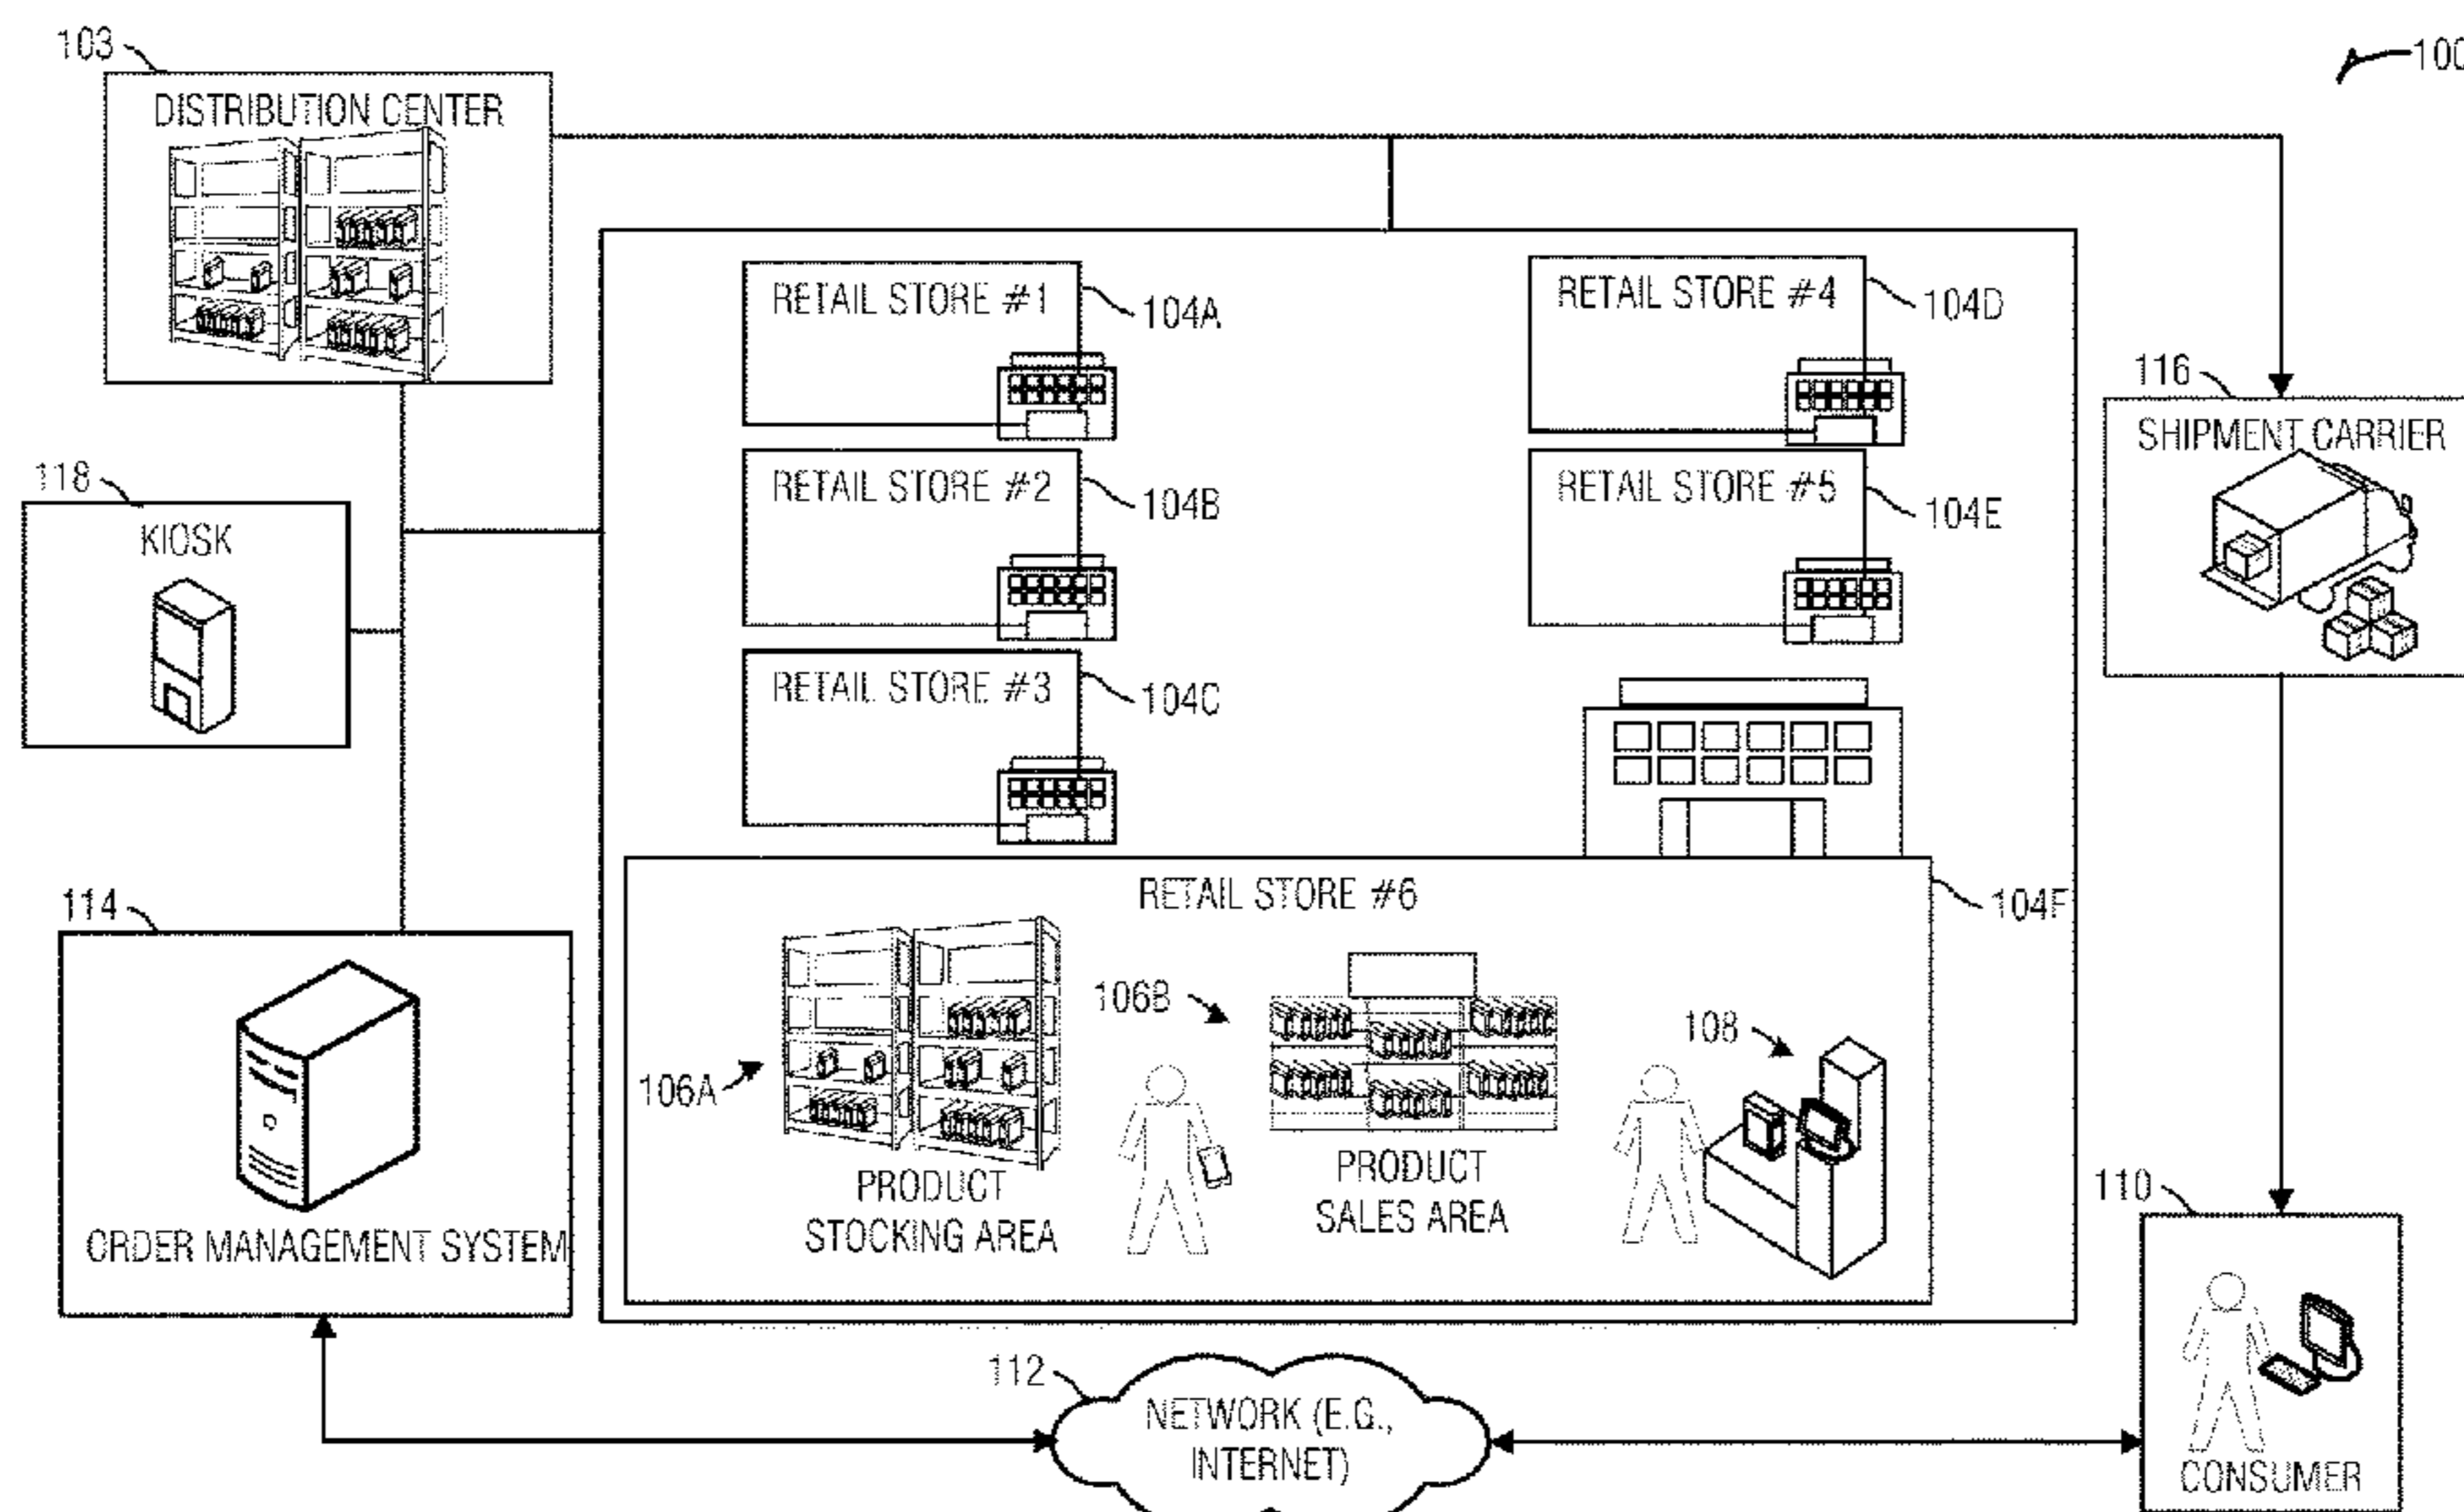 103
100
DISTRIBUTION CENTER
RETAIL STORE #1
104A
RETAIL STORE #4
104D
116
SHIPMENT CARRIER
118
KIOSK
RETAIL STORE #2
104B
RETAIL STORE #5
104E
RETAIL STORE #3
104C
114
RETAIL STORE #6
104F
106B
108
106A
PRODUCT
STOCKING AREA
PRODUCT
SALES AREA
110
ORDER MANAGEMENT SYSTEM
112
NETWORK (E.G.,
INTERNET)
CONSUMER